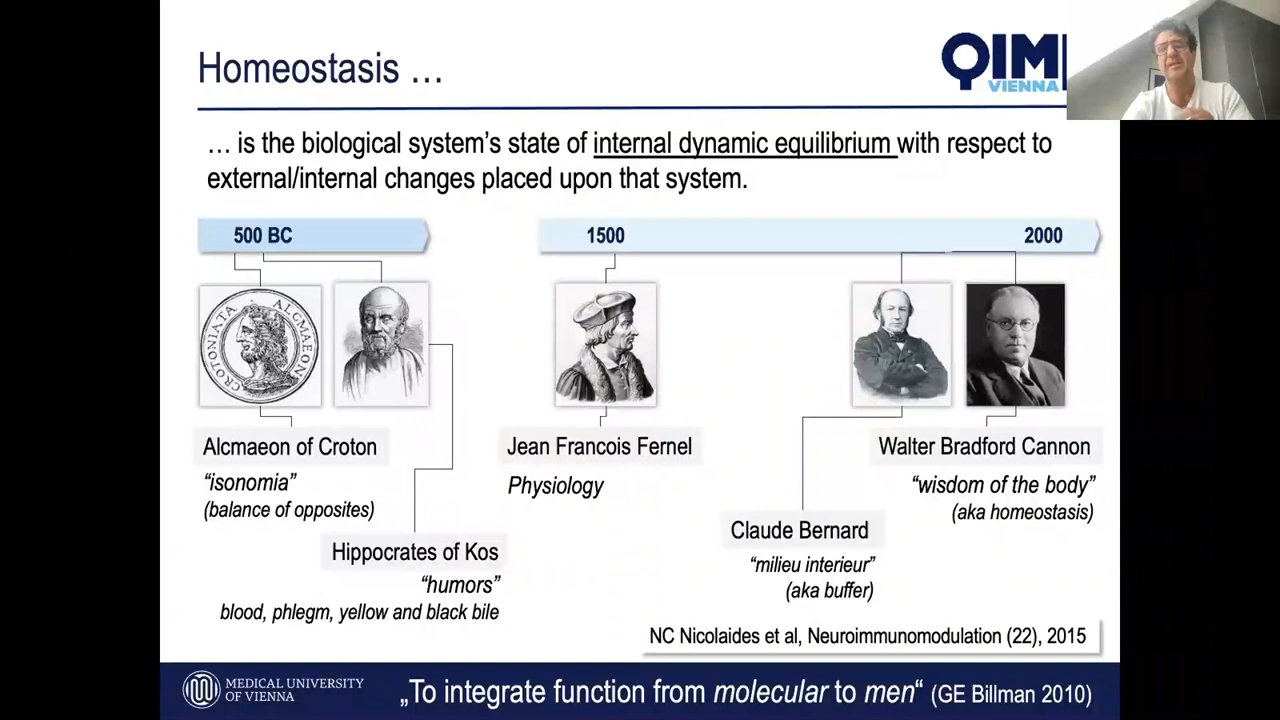 Homeostasis ...
QIM
VIENNA
... is the biological system's state of internal dynamic equilibrium with respect to
external/internal changes placed upon that system.
500 BC
1500
2000
CROTONIATA ALCMAEON
Alcmaeon of Croton
"isonomia"
(balance of opposites)
Hippocrates of Kos
"humors"
blood, phlegm, yellow and black bile
Jean Francois Fernel
Physiology
Claude Bernard
"milieu interieur"
(aka buffer)
Walter Bradford Cannon
"wisdom of the body"
(aka homeostasis)
NC Nicolaides et al, Neuroimmunomodulation (22), 2015
MEDICAL UNIVERSITY
OF VIENNA
„To integrate function from molecular to men“ (GE Billman 2010)